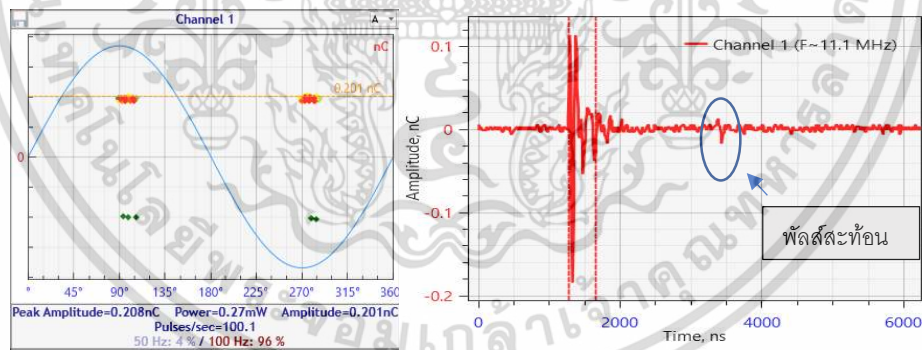 Channel 1
A
nC
0.201 nC
0
0° 45° 90° 135° 180° 225° 270° 315° 360
Peak Amplitude=0.208nC Power=0.27mW Amplitude=0.201nC
Pulses/sec=100.1
50 Hz: 4 % / 100 Hz: 96 %
Channel 1 (F~11.1 MHz)
Amplitude, nC
0.1
0
-0.1
-0.2
พัลส์สะท้อน
0 2000 4000 6000
Time, ns